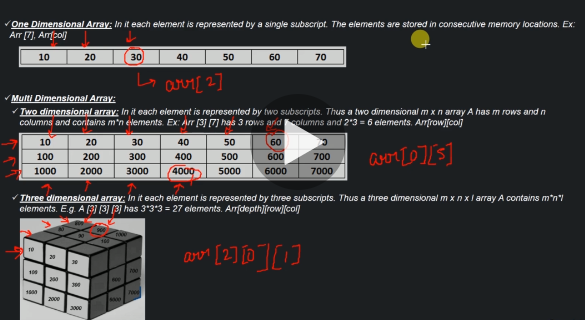 ✓One Dimensional Array: In it each element is represented by a single subscript. The elements are stored in consecutive memory locations. Ex:
Arr [7], Arr[col]
10 20 30 40 50 60 70
arr[2]
✓Multi Dimensional Array:
✓Two dimensional array: In it each element is represented by two subscripts. Thus a two dimensional m x n array A has m rows and n
columns and contains m*n elements. Ex: Arr [3] [7] has 3 rows and columns and 2*3 = 6 elements. Arr[row][col]
10 20 30 40 50 60
100 200 300 400 500 600 700
1000 2000 3000 4000 5000 6000 7000
arr[0][5]
✓Three dimensional array: In it each element is represented by three subscripts. Thus a three dimensional m x n x l array A contains m*n*l
elements. E.g. A [3] [3] [3] has 3*3*3 = 27 elements. Arr[depth][row][col]
10 20 30
100 200 300
1000 2000 3000
arr[2][0][1]